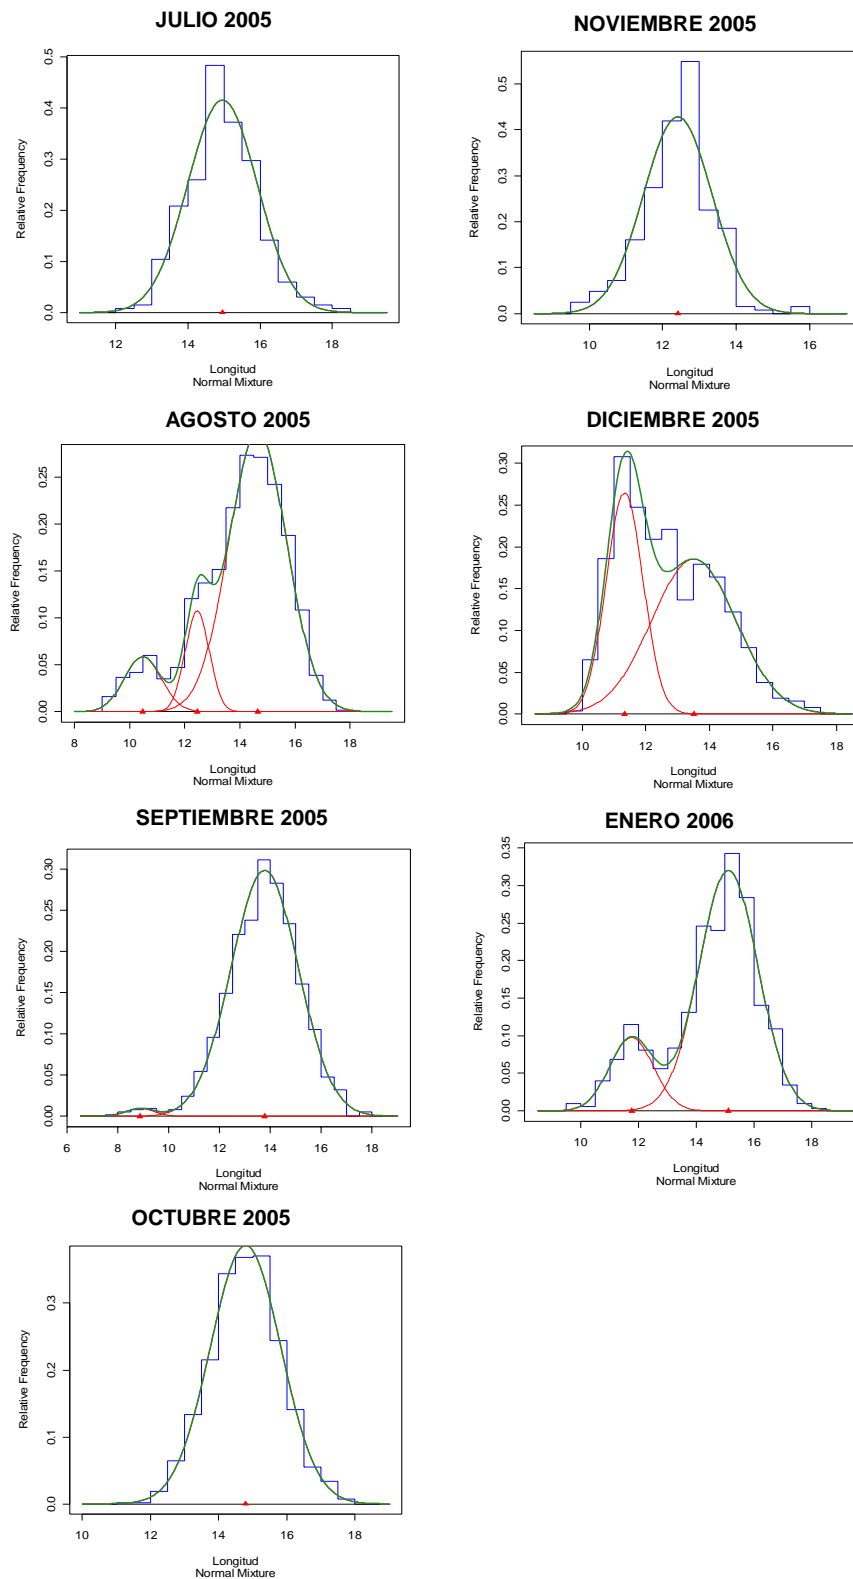 JULIO 2005
0.5
0.4
0.3
0.2
0.1
0.0
Relative Frequency
12 14 16 18
Longitud
Normal Mixture
NOVIEMBRE 2005
0.5
0.4
0.3
0.2
0.1
0.0
Relative Frequency
10 12 14 16
Longitud
Normal Mixture
AGOSTO 2005
0.25
0.20
0.15
0.10
0.05
0.00
Relative Frequency
8 10 12 14 16 18
Longitud
Normal Mixture
DICIEMBRE 2005
0.30
0.25
0.20
0.15
0.10
0.05
0.00
Relative Frequency
10 12 14 16 18
Longitud
Normal Mixture
SEPTIEMBRE 2005
0.30
0.25
0.20
0.15
0.10
0.05
0.00
Relative Frequency
6 8 10 12 14 16 18
Longitud
Normal Mixture
ENERO 2006
0.35
0.30
0.25
0.20
0.15
0.10
0.05
0.00
Relative Frequency
10 12 14 16 18
Longitud
Normal Mixture
OCTUBRE 2005
0.3
0.2
0.1
0.0
Relative Frequency
10 12 14 16 18
Longitud
Normal Mixture